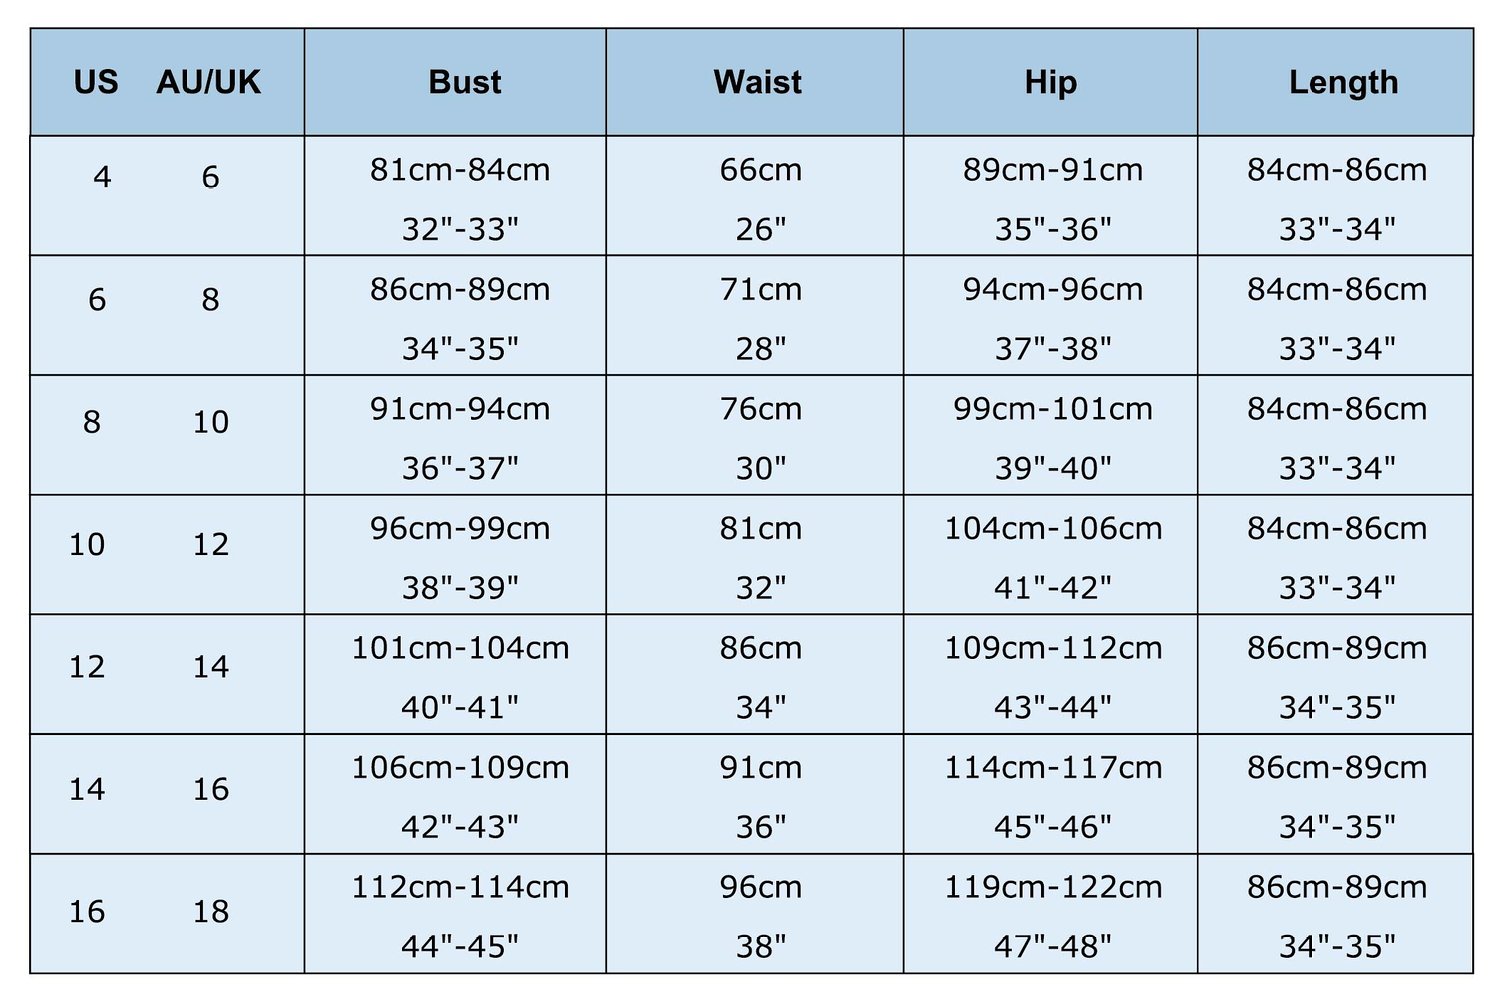 US AU/UK Bust Waist Hip Length
4 6 81cm-84cm 66cm 89cm-91cm 84cm-86cm
32"-33" 26" 35"-36" 33"-34"
6 8 86cm-89cm 71cm 94cm-96cm 84cm-86cm
34"-35" 28" 37"-38" 33"-34"
8 10 91cm-94cm 76cm 99cm-101cm 84cm-86cm
36"-37" 30" 39"-40" 33"-34"
10 12 96cm-99cm 81cm 104cm-106cm 84cm-86cm
38"-39" 32" 41"-42" 33"-34"
12 14 101cm-104cm 86cm 109cm-112cm 86cm-89cm
40"-41" 34" 43"-44" 34"-35"
14 16 106cm-109cm 91cm 114cm-117cm 86cm-89cm
42"-43" 36" 45"-46" 34"-35"
16 18 112cm-114cm 96cm 119cm-122cm 86cm-89cm
44"-45" 38" 47"-48" 34"-35"